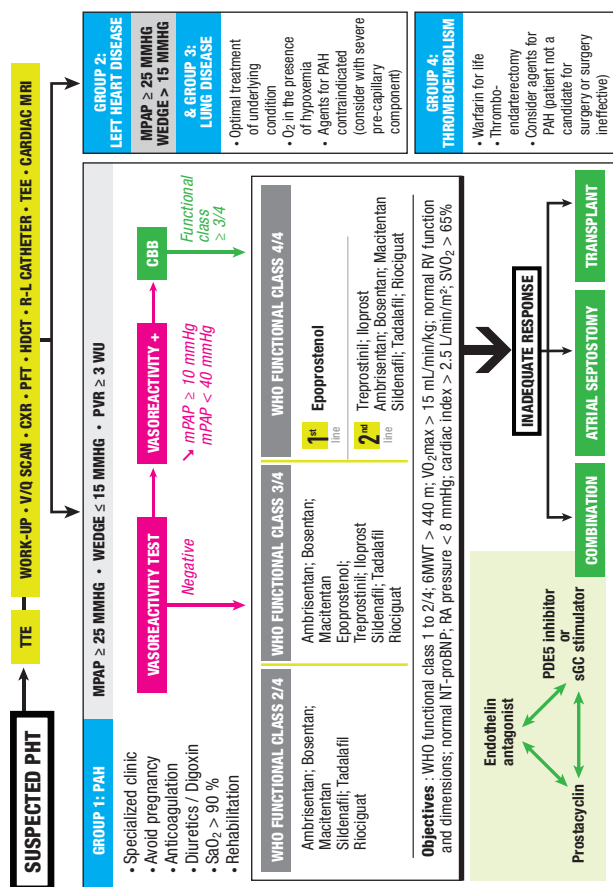 SUSPECTED PHT
TTE
WORK-UP • V/Q SCAN • CXR • PFT • HDCT • R-L CATHETER • TEE • CARDIAC MRI
GROUP 1: PAH
MPAP ≥ 25 MMHG • WEDGE ≤ 15 MMHG • PVR ≥ 3 WU
• Specialized clinic
• Avoid pregnancy
• Anticoagulation
• Diuretics / Digoxin
• SaO₂ > 90 %
• Rehabilitation
VASOREACTIVITY TEST
VASOREACTIVITY +
CBB
Negative
↘ mPAP ≥ 10 mmHg
mPAP < 40 mmHg
Functional
class
≥ 3/4
WHO FUNCTIONAL CLASS 2/4
Ambrisentan; Bosentan;
Macitentan
Sildenafil; Tadalafil
Riociguat
WHO FUNCTIONAL CLASS 3/4
Ambrisentan; Bosentan;
Macitentan
Epoprostenol;
Treprostinil; Iloprost
Sildenafil; Tadalafil
Riociguat
WHO FUNCTIONAL CLASS 4/4
1st
line
Epoprostenol
2nd
line
Treprostinil; Iloprost
Ambrisentan; Bosentan; Macitentan
Sildenafil; Tadalafil; Riociguat
Objectives : WHO functional class 1 to 2/4; 6MWT > 440 m; VO₂max > 15 mL/min/kg; normal RV function
and dimensions; normal NT-proBNP; RA pressure < 8 mmHg; cardiac index > 2.5 L/min/m²; SVO₂ > 65%
INADEQUATE RESPONSE
COMBINATION
ATRIAL SEPTOSTOMY
TRANSPLANT
Endothelin
antagonist
Prostacyclin
PDE5 inhibitor
or
sGC stimulator
GROUP 2:
LEFT HEART DISEASE
MPAP ≥ 25 MMHG
WEDGE > 15 MMHG
& GROUP 3:
LUNG DISEASE
• Optimal treatment
of underlying
condition
• O₂ in the presence
of hypoxemia
• Agents for PAH
contraindicated
(consider with severe
pre-capillary
component)
GROUP 4:
THROMBOEMBOLISM
• Warfarin for life
• Thrombo-
endarterectomy
• Consider agents for
PAH (patient not a
candidate for
surgery or surgery
ineffective)